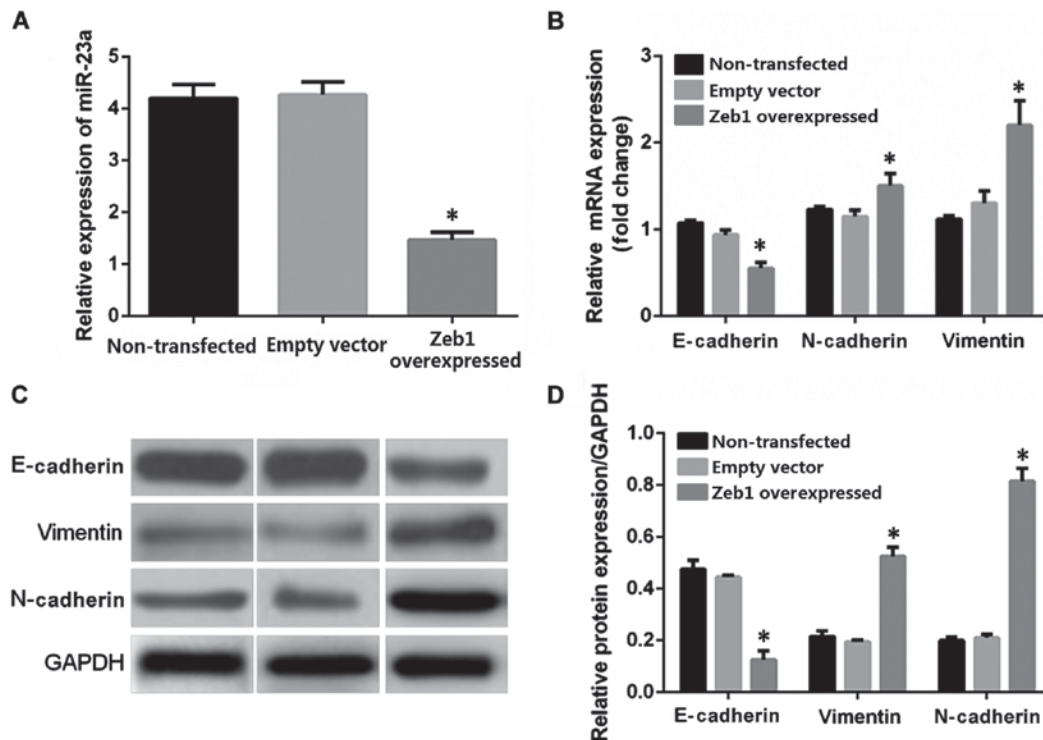 A
Relative expression of miR-23a
5
4
3
2
1
0
*
Non-transfected
Empty vector
Zeb1
overexpressed
B
Relative mRNA expression
(fold change)
3
2
1
0
Non-transfected
Empty vector
Zeb1 overexpressed
*
*
*
E-cadherin
N-cadherin
Vimentin
C
E-cadherin
Vimentin
N-cadherin
GAPDH
D
Relative protein expression/GAPDH
1.0
0.8
0.6
0.4
0.2
0.0
Non-transfected
Empty vector
Zeb1 overexpressed
*
*
*
E-cadherin
Vimentin
N-cadherin